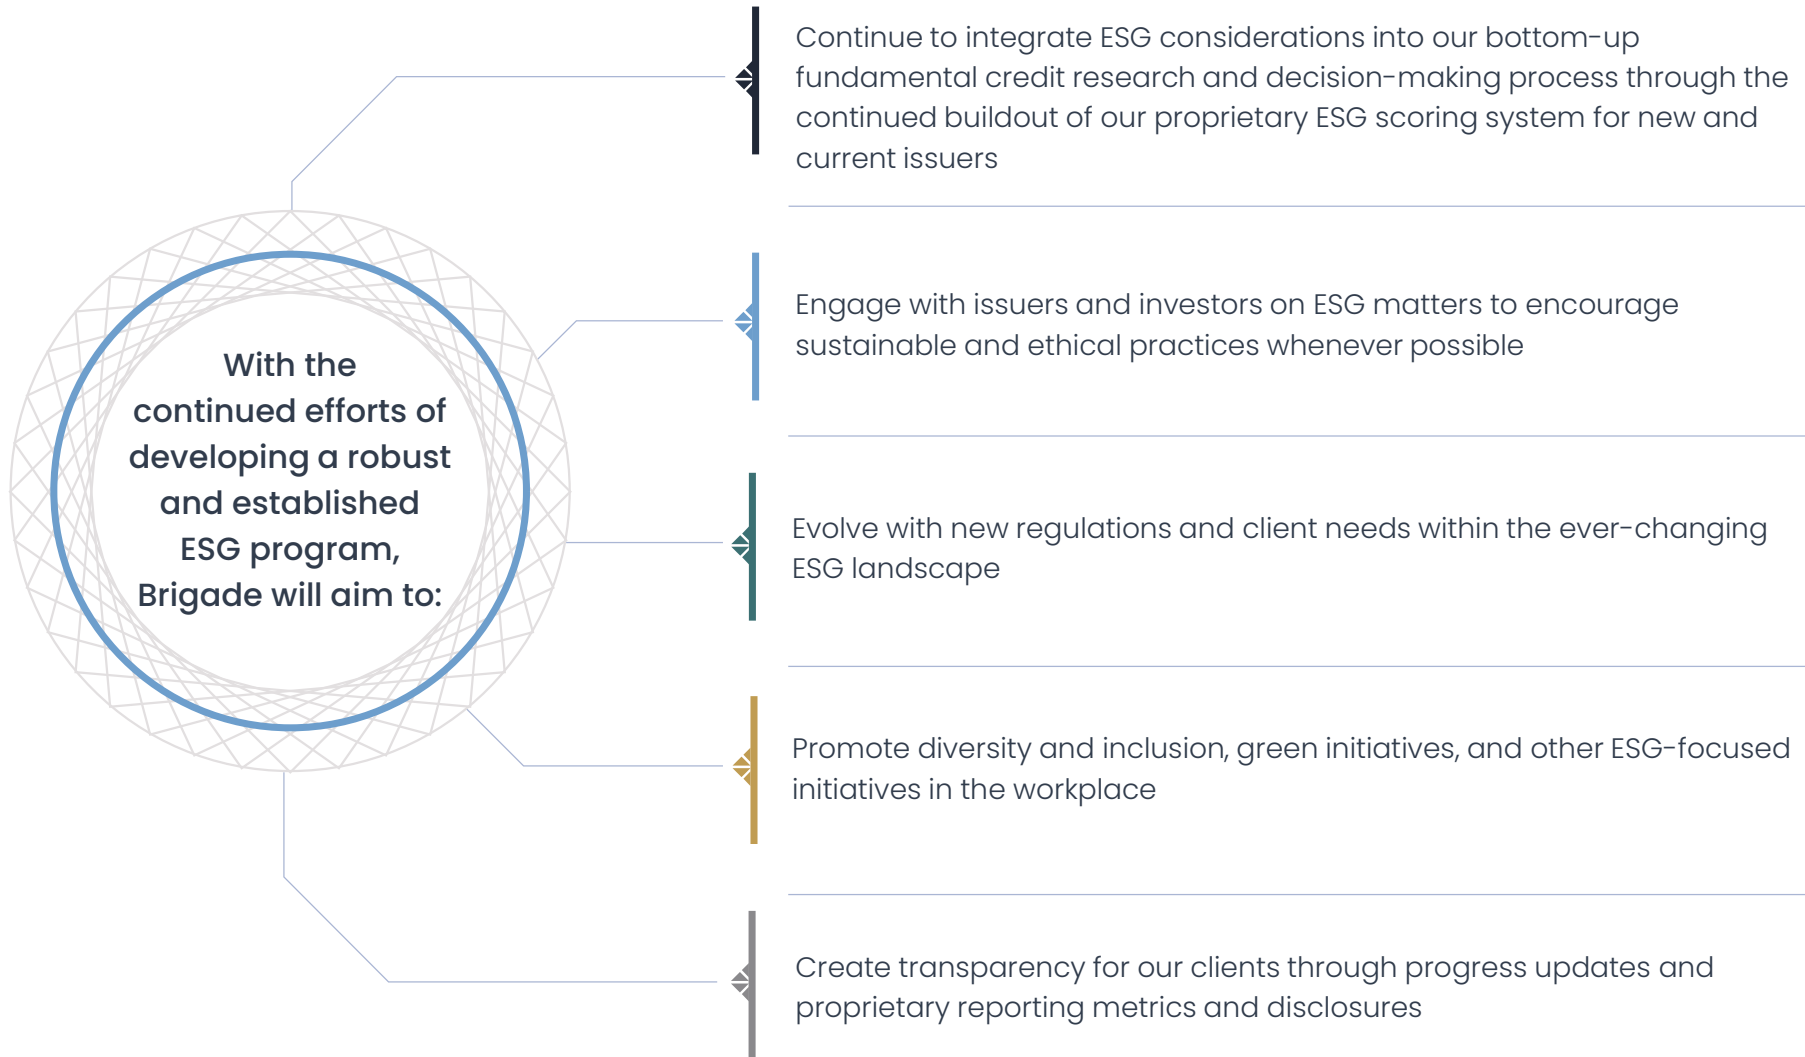 With the
continued efforts of
developing a robust
and established
ESG program,
Brigade will aim to:
Continue to integrate ESG considerations into our bottom-up
fundamental credit research and decision-making process through the
continued buildout of our proprietary ESG scoring system for new and
current issuers
Engage with issuers and investors on ESG matters to encourage
sustainable and ethical practices whenever possible
Evolve with new regulations and client needs within the ever-changing
ESG landscape
Promote diversity and inclusion, green initiatives, and other ESG-focused
initiatives in the workplace
Create transparency for our clients through progress updates and
proprietary reporting metrics and disclosures